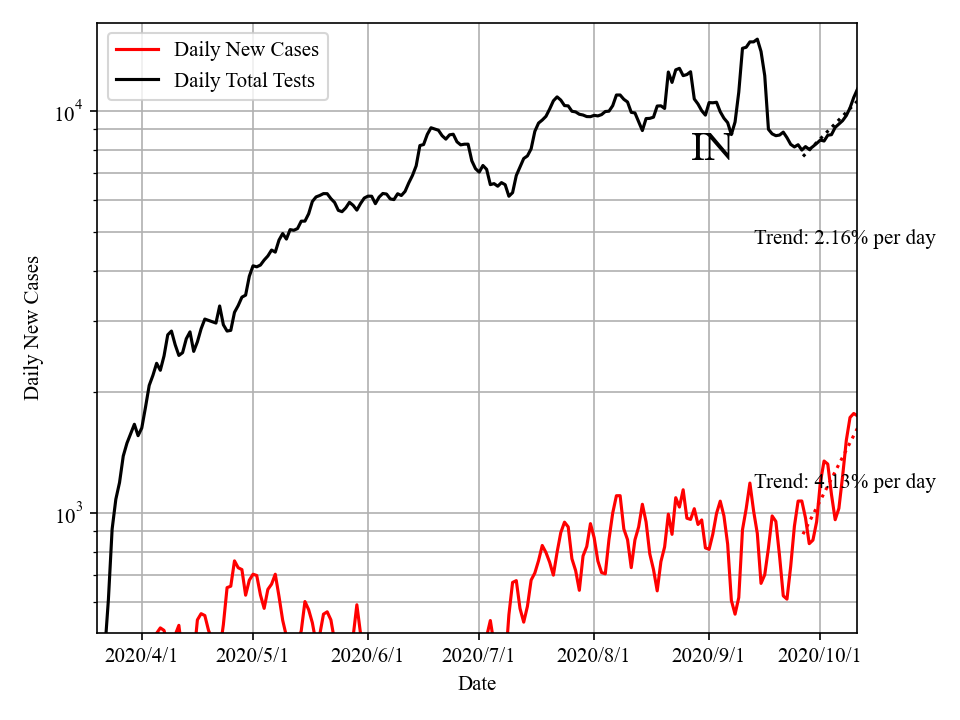 Daily New Cases
Daily Total Tests
10^4
IN
Trend: 2.16% per day
Daily New Cases
Trend: 4.13% per day
10^3
2020/4/1 2020/5/1 2020/6/1 2020/7/1 2020/8/1 2020/9/1 2020/10/1
Date